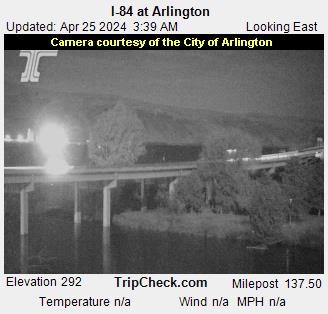 I-84 at Arlington
Updated: Apr 25 2024 3:39 AM Looking East
Camera courtesy of the City of Arlington
Elevation 292 TripCheck.com Milepost 137.50
Temperature n/a Wind n/a MPH n/a